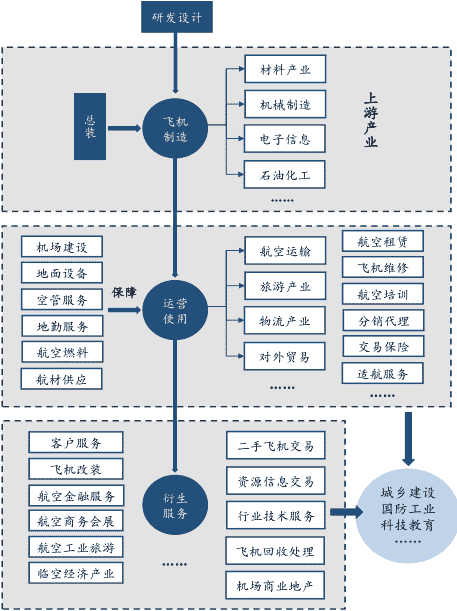 研发设计
总装
飞机
制造
材料产业
机械制造
电子信息
石油化工
……
上游产业
机场建设
地面设备
空管服务
地勤服务
航空燃料
航材供应
保障
运营
使用
航空运输
旅游产业
物流产业
对外贸易
……
航空租赁
飞机维修
航空培训
分销代理
交易保险
适航服务
……
客户服务
飞机改装
航空金融服务
航空商务会展
航空工业旅游
临空经济产业
衍生
服务
……
二手飞机交易
资源信息交易
行业技术服务
飞机回收处理
机场商业地产
城乡建设
国防工业
科技教育
……